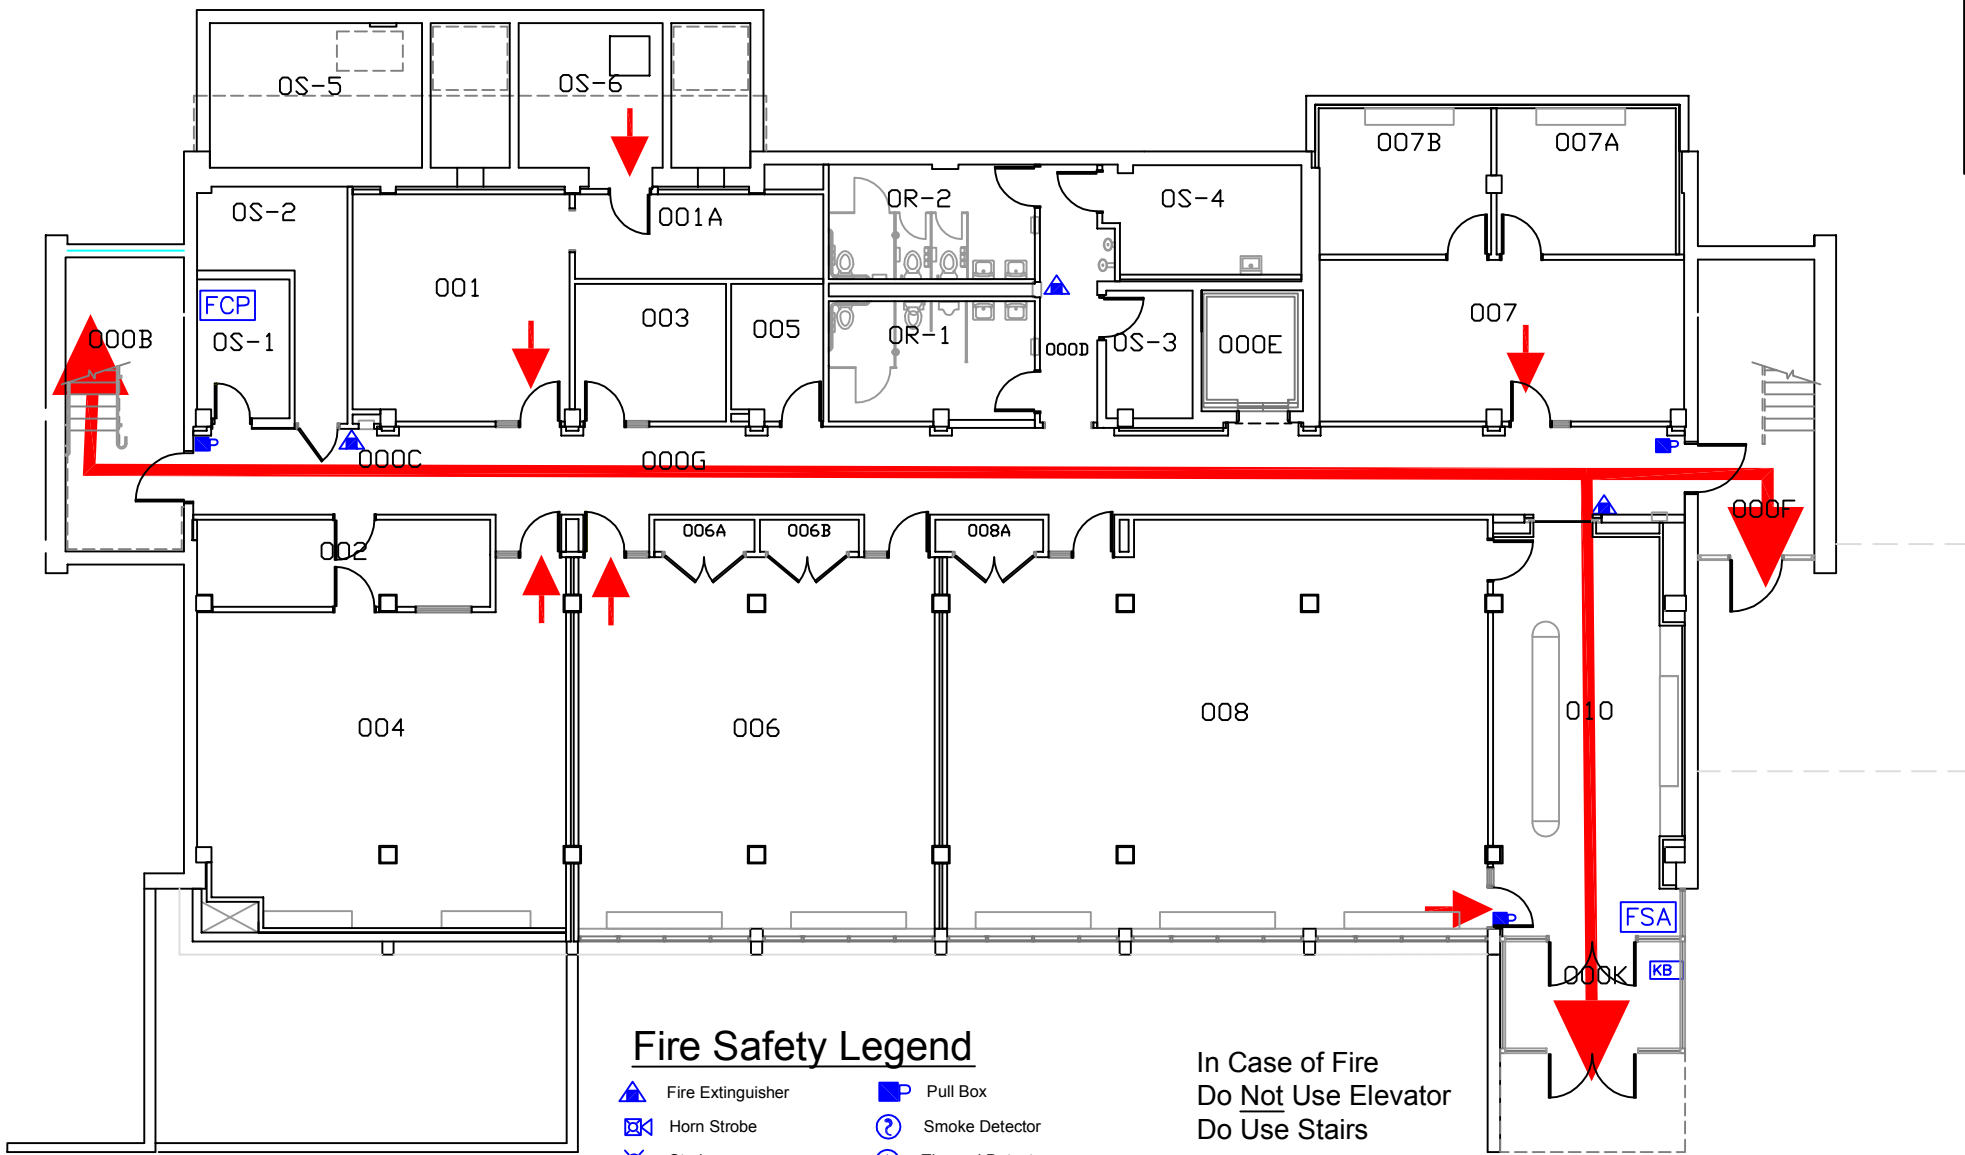 OS-5
OS-6
007B
007A
OS-2
001A
OR-2
OS-4
FCP
001
003
005
007
000B
OS-1
OR-1
000D
OS-3
000E
000C
000G
000F
002
006A
006B
008A
004
006
008
010
FSA
000K
KB
Fire Safety Legend
Fire Extinguisher
Pull Box
Horn Strobe
Smoke Detector
In Case of Fire
Do Not Use Elevator
Do Use Stairs